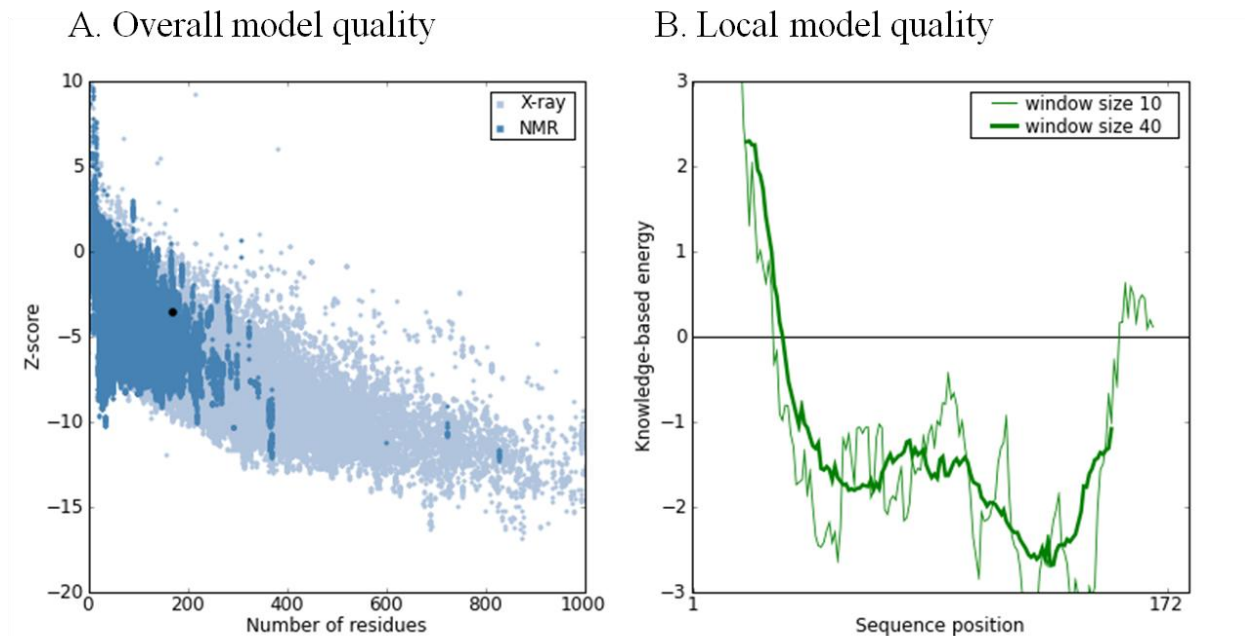 A. Overall model quality
B. Local model quality
10
5
0
−5
−10
−15
−20
Z-score
0
200
400
600
800
1000
Number of residues
X-ray
NMR
3
2
1
0
−1
−2
−3
Knowledge-based energy
1
172
Sequence position
window size 10
window size 40